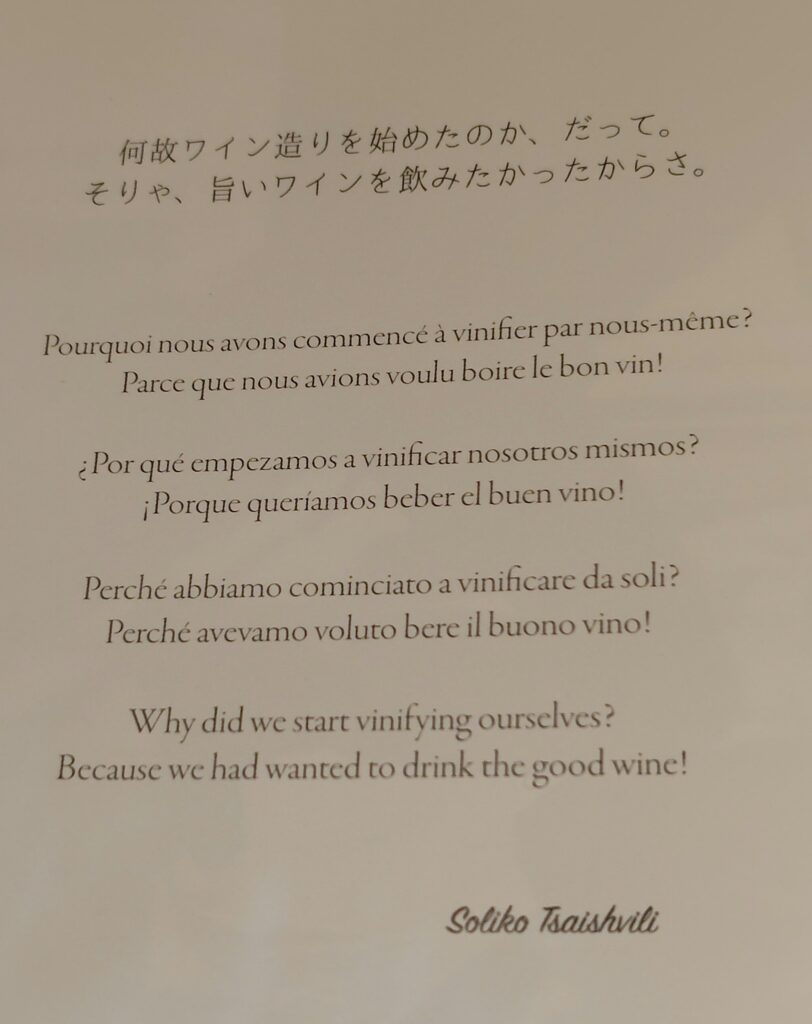 何故ワイン造りを始めたのか、だって。
そりゃ、旨いワインを飲みたかったからさ。
Pourquoi nous avons commencé à vinifier par nous-même?
Parce que nous avions voulu boire le bon vin!
¿Por qué empezamos a vinificar nosotros mismos?
¡Porque queríamos beber el buen vino!
Perché abbiamo cominciato a vinificare da soli?
Perché avevamo voluto bere il buono vino!
Why did we start vinifying ourselves?
Because we had wanted to drink the good wine!
Soliko Tsaishvili